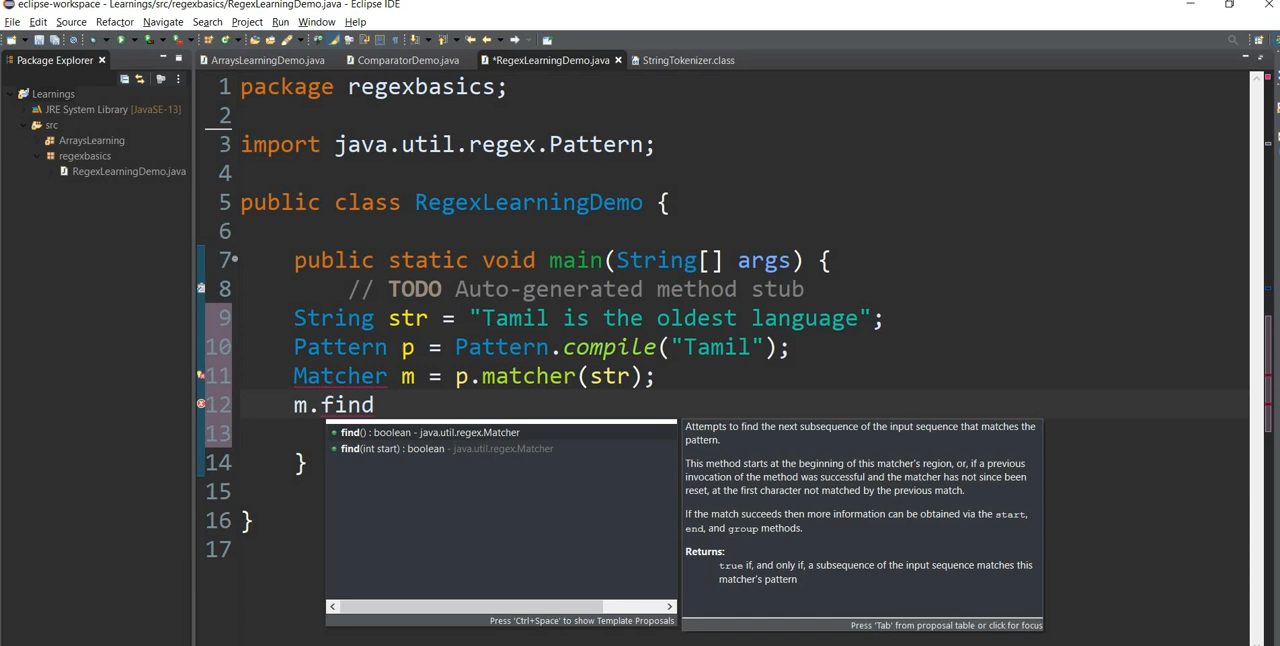 eclipse-workspace - Learnings/src/regexbasics/RegexLearningDemo.java - Eclipse IDE
File Edit Source Refactor Navigate Search Project Run Window Help
Package Explorer
ArraysLearningDemo.java ComparatorDemo.java *RegexLearningDemo.java StringTokenizer.class
Learnings
JRE System Library [JavaSE-13]
src
ArraysLearning
regexbasics
RegexLearningDemo.java
1 package regexbasics;
2
3 import java.util.regex.Pattern;
4
5 public class RegexLearningDemo {
6
7 public static void main(String[] args) {
8 // TODO Auto-generated method stub
9 String str = "Tamil is the oldest language";
10 Pattern p = Pattern.compile("Tamil");
11 Matcher m = p.matcher(str);
12 m.find
13
14 }
15
16 }
17
find() : boolean - java.util.regex.Matcher
find(int start) : boolean - java.util.regex.Matcher
Press 'Ctrl+Space' to show Template Proposals
Attempts to find the next subsequence of the input sequence that matches the
pattern.
This method starts at the beginning of this matcher's region, or, if a previous
invocation of the method was successful and the matcher has not since been
reset, at the first character not matched by the previous match.
If the match succeeds then more information can be obtained via the start,
end, and group methods.
Returns:
true if, and only if, a subsequence of the input sequence matches this
matcher's pattern
Press 'Tab' from proposal table or click for focus